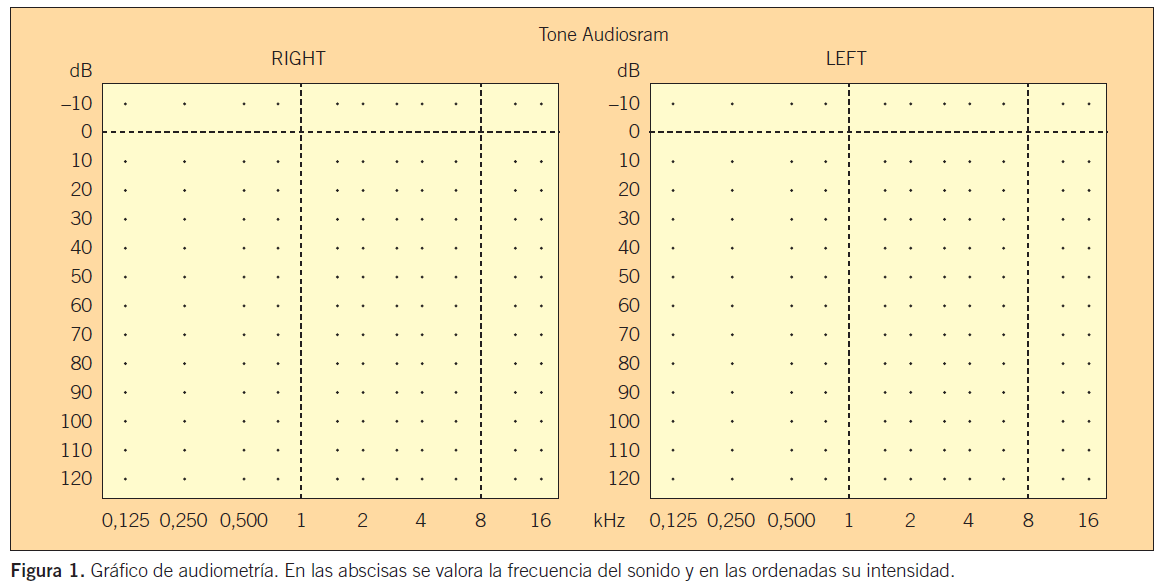 Tone Audiosram
RIGHT LEFT
dB dB
–10 –10
0 0
10 10
20 20
30 30
40 40
50 50
60 60
70 70
80 80
90 90
100 100
110 110
120 120
0,125 0,250 0,500 1 2 4 8 16 kHz 0,125 0,250 0,500 1 2 4 8 16
Figura 1. Gráfico de audiometría. En las abscisas se valora la frecuencia del sonido y en las ordenadas su intensidad.